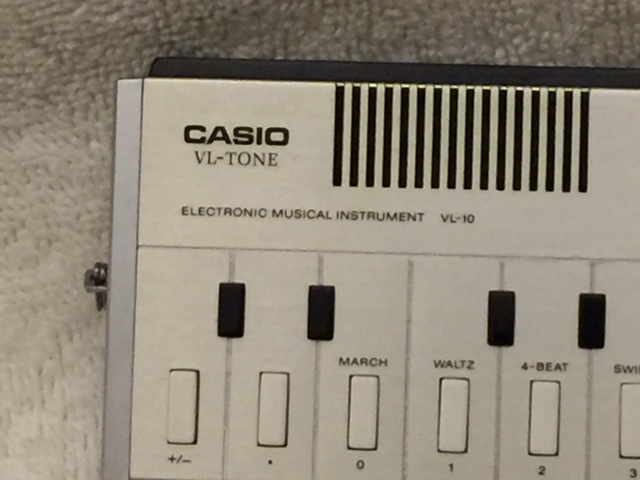 CASIO
VL-TONE
ELECTRONIC MUSICAL INSTRUMENT VL-10
MARCH WALTZ 4-BEAT
+/− . 0 1 2 3